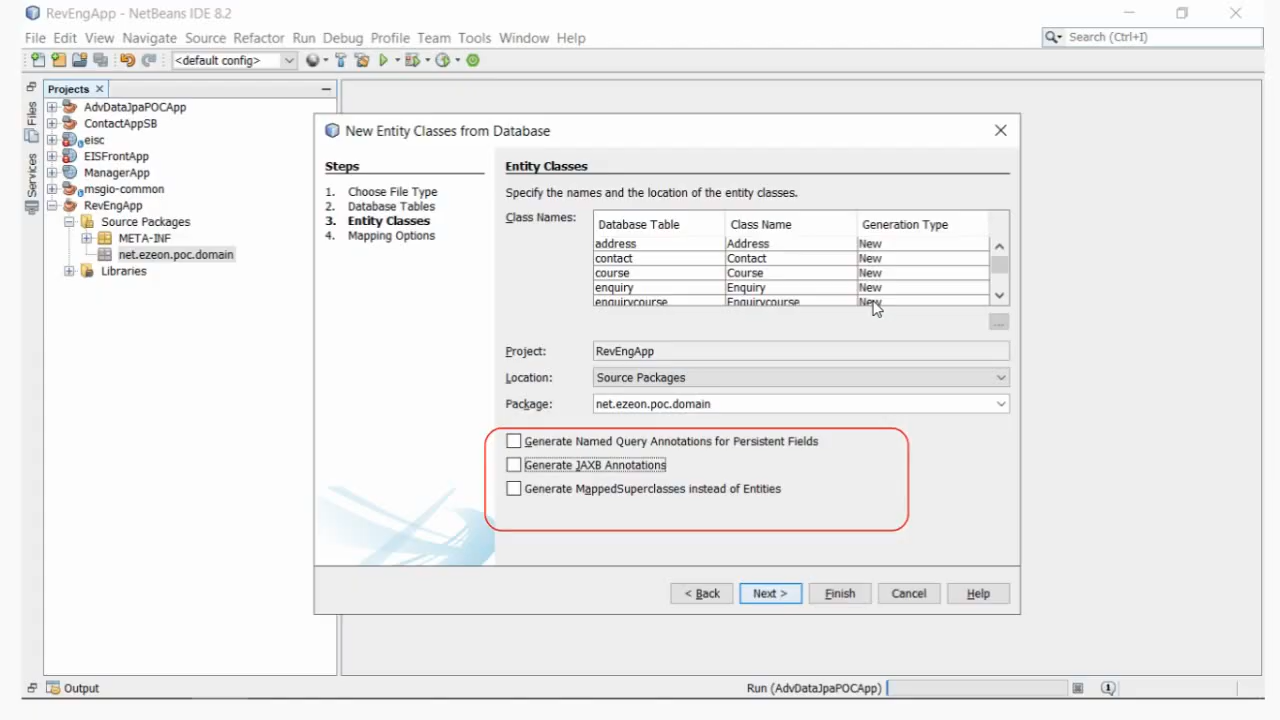 RevEngApp - NetBeans IDE 8.2
File Edit View Navigate Source Refactor Run Debug Profile Team Tools Window Help
Search (Ctrl+I)
<default config>
Projects
Files
Services
AdvDataJpaPOCApp
ContactAppSB
eisc
EISFrontApp
ManagerApp
msgio-common
RevEngApp
Source Packages
META-INF
net.ezeon.poc.domain
Libraries
New Entity Classes from Database
Steps
1. Choose File Type
2. Database Tables
3. Entity Classes
4. Mapping Options
Entity Classes
Specify the names and the location of the entity classes.
Class Names:
Database Table Class Name Generation Type
address Address New
contact Contact New
course Course New
enquiry Enquiry New
enquirycourse Enquirycourse New
...
Project: RevEngApp
Location: Source Packages
Package: net.ezeon.poc.domain
Generate Named Query Annotations for Persistent Fields
Generate JAXB Annotations
Generate MappedSuperclasses instead of Entities
< Back Next > Finish Cancel Help
Output
Run (AdvDataJpaPOCApp)
1